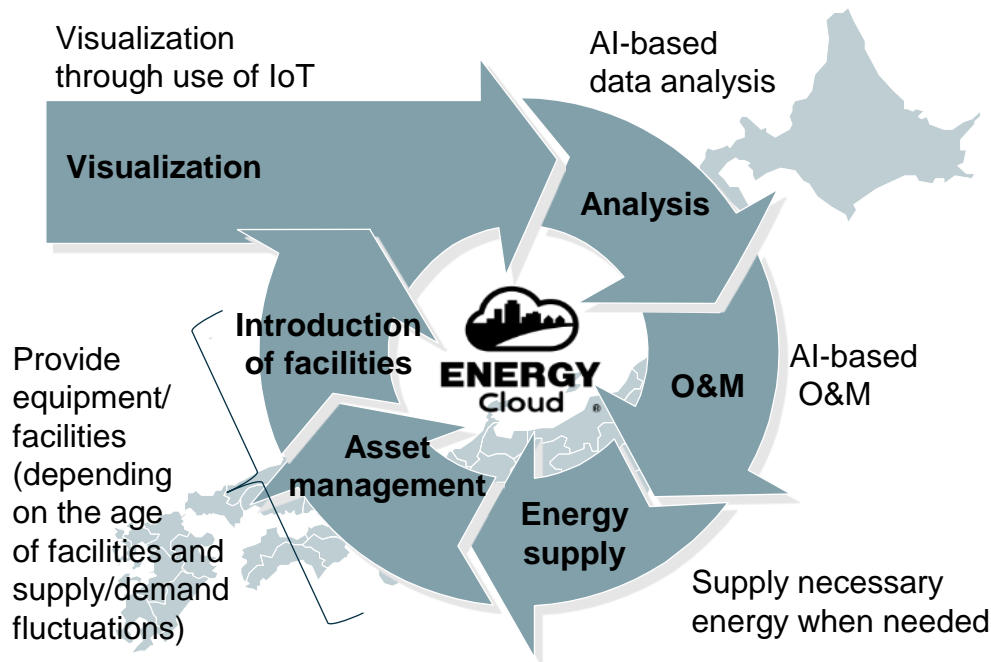 Visualization
through use of IoT
AI-based
data analysis
Visualization
Analysis
Introduction
of facilities
ENERGY
Cloud
®
O&M
AI-based
O&M
Provide
equipment/
facilities
(depending
on the age
of facilities and
supply/demand
fluctuations)
Asset
management
Energy
supply
Supply necessary
energy when needed